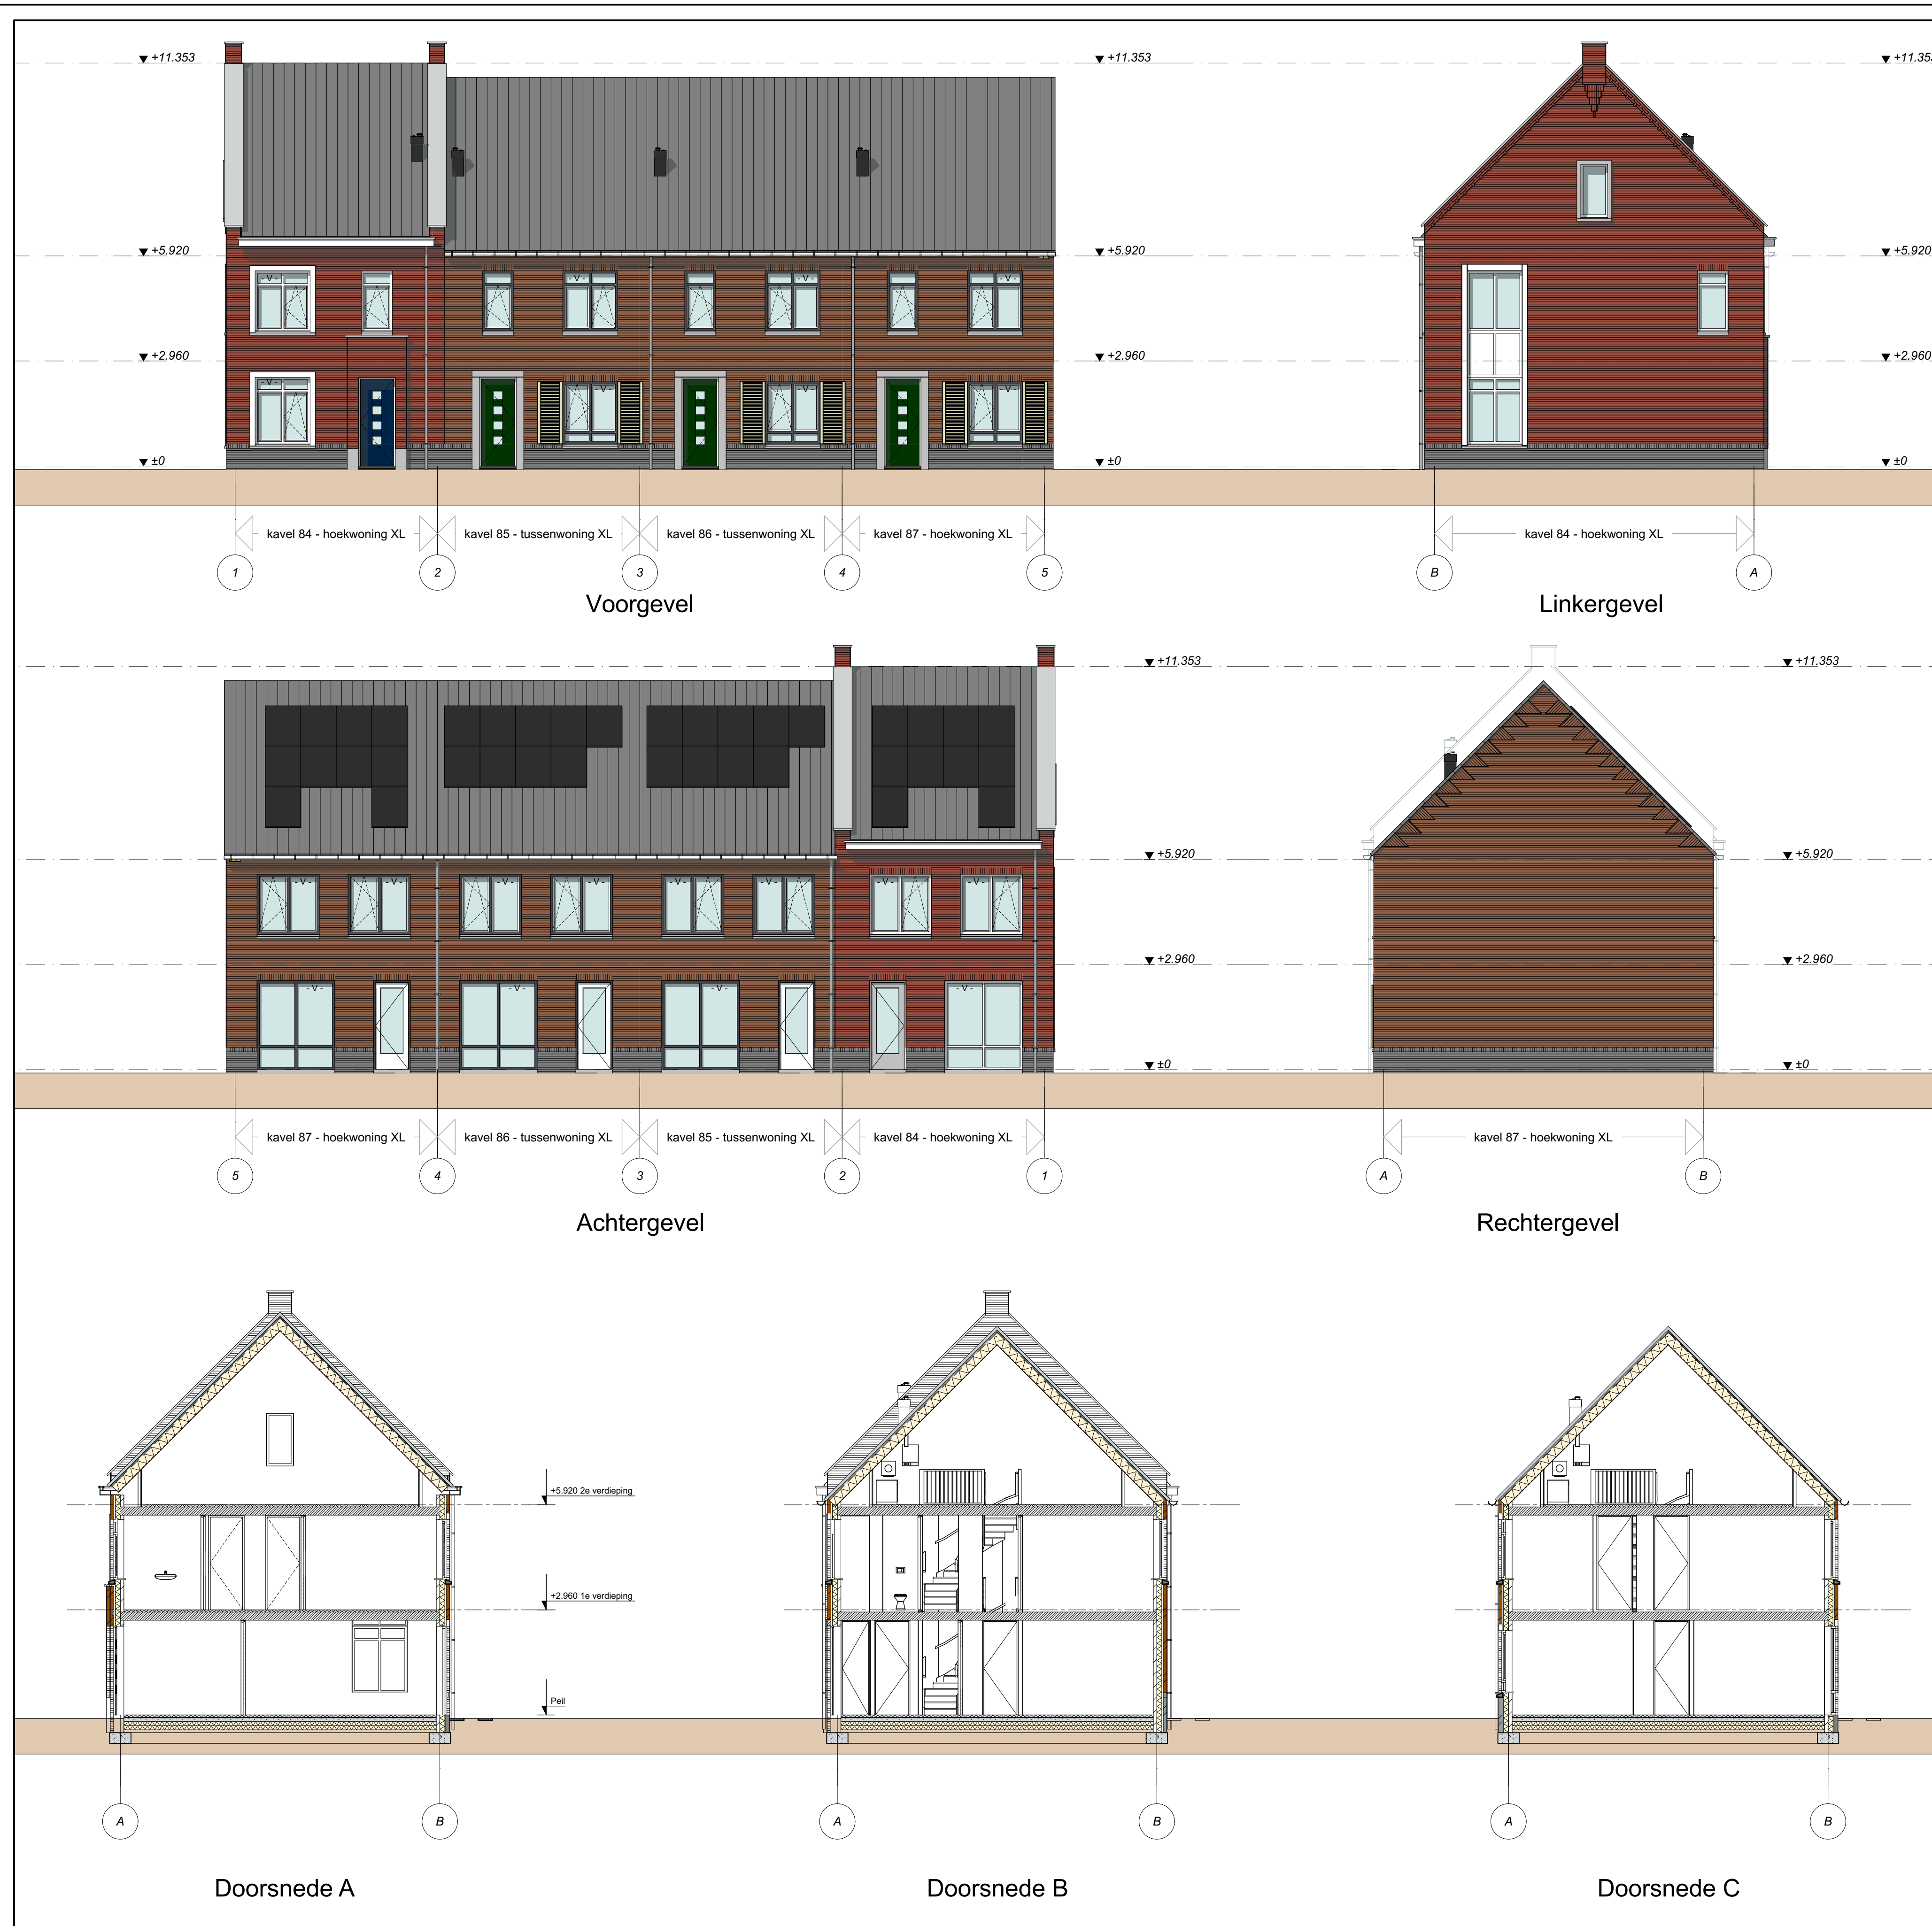 +11.353 +11.353 +11.353
+5.920 +5.920 +5.920
- V - - V - - V - - V -
+2.960 +2.960 +2.960
- V - - V - - V - - V -
±0 ±0 ±0
kavel 84 - hoekwoning XL kavel 85 - tussenwoning XL kavel 86 - tussenwoning XL kavel 87 - hoekwoning XL kavel 84 - hoekwoning XL
1 2 3 4 5 B A
Voorgevel Linkergevel
+11.353 +11.353
+5.920 +5.920
- V - - V - - V - - V - - V - - V - - V - - V -
+2.960 +2.960
- V - - V - - V - - V -
±0 ±0
kavel 87 - hoekwoning XL kavel 86 - tussenwoning XL kavel 85 - tussenwoning XL kavel 84 - hoekwoning XL kavel 87 - hoekwoning XL
5 4 3 2 1 A B
Achtergevel Rechtergevel
+5.920 2e verdieping
+2.960 1e verdieping
Peil
A B A B A B
Doorsnede A Doorsnede B Doorsnede C